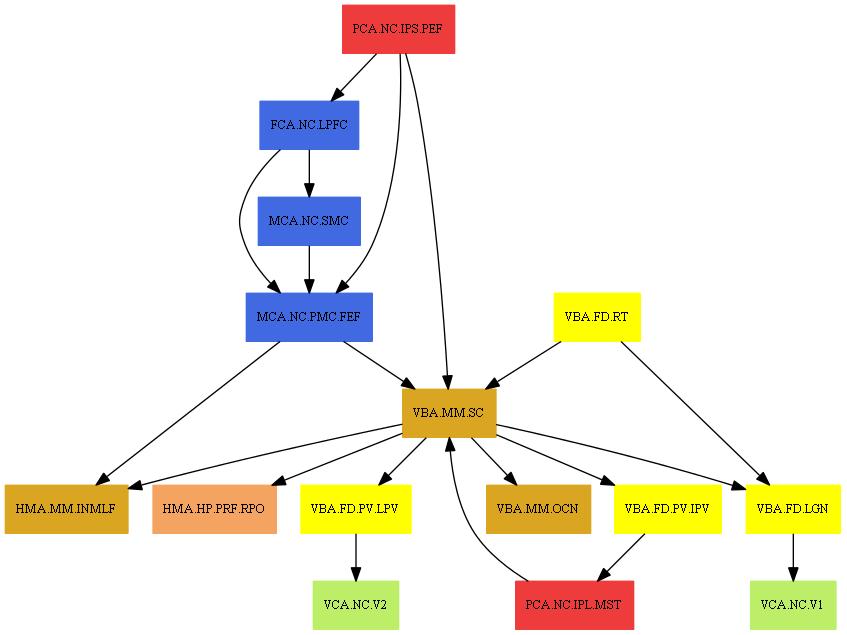 PCA.NC.IPS.PEF
FCA.NC.LPFC
MCA.NC.SMC
MCA.NC.PMC.FEF
VBA.FD.RT
VBA.MM.SC
HMA.MM.INMLF
HMA.HP.PRF.RPO
VBA.FD.PV.LPV
VBA.MM.OCN
VBA.FD.PV.IPV
VBA.FD.LGN
VCA.NC.V2
PCA.NC.IPL.MST
VCA.NC.V1